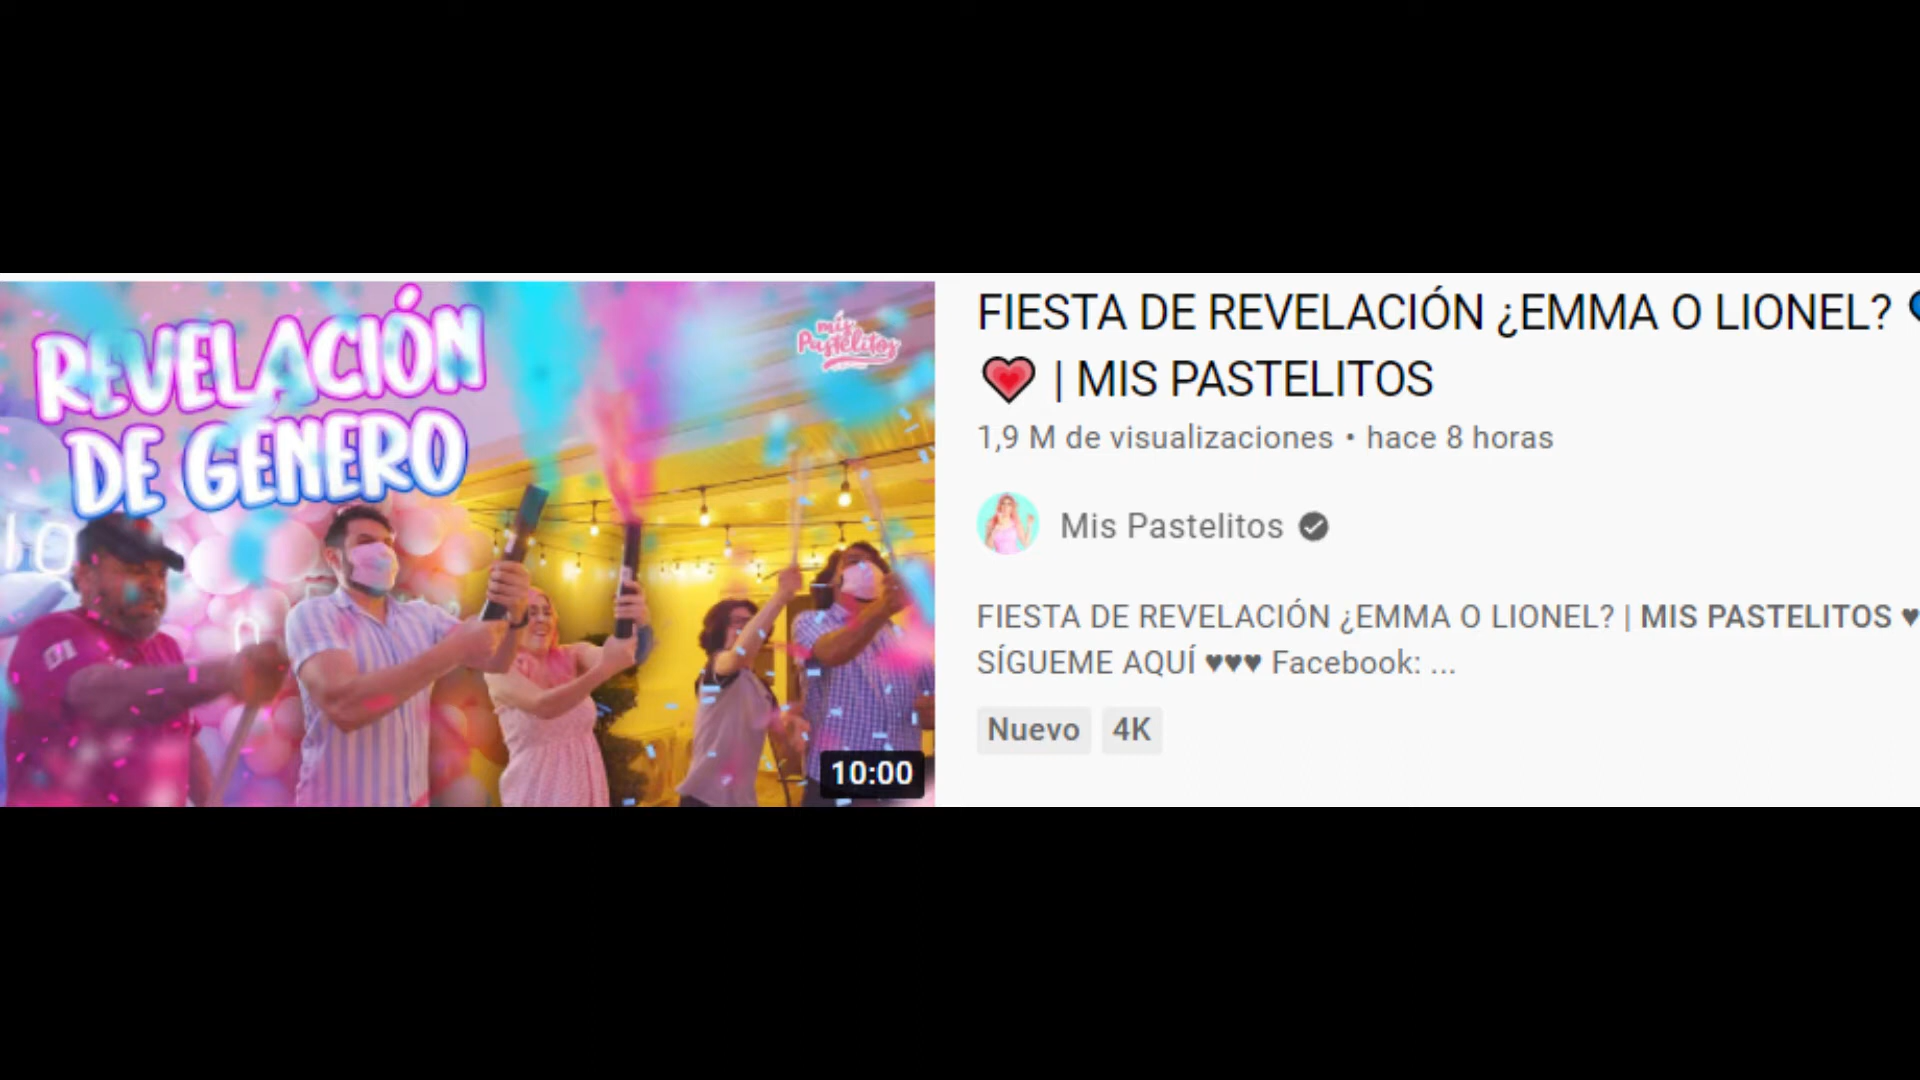 REVELACIÓN
DE GÉNERO
mis
Pastelitos
10:00
FIESTA DE REVELACIÓN ¿EMMA O LIONEL?
❤ | MIS PASTELITOS
1,9 M de visualizaciones • hace 8 horas
Mis Pastelitos
FIESTA DE REVELACIÓN ¿EMMA O LIONEL? | MIS PASTELITOS ♥
SÍGUEME AQUÍ ♥♥♥ Facebook: ...
Nuevo 4K